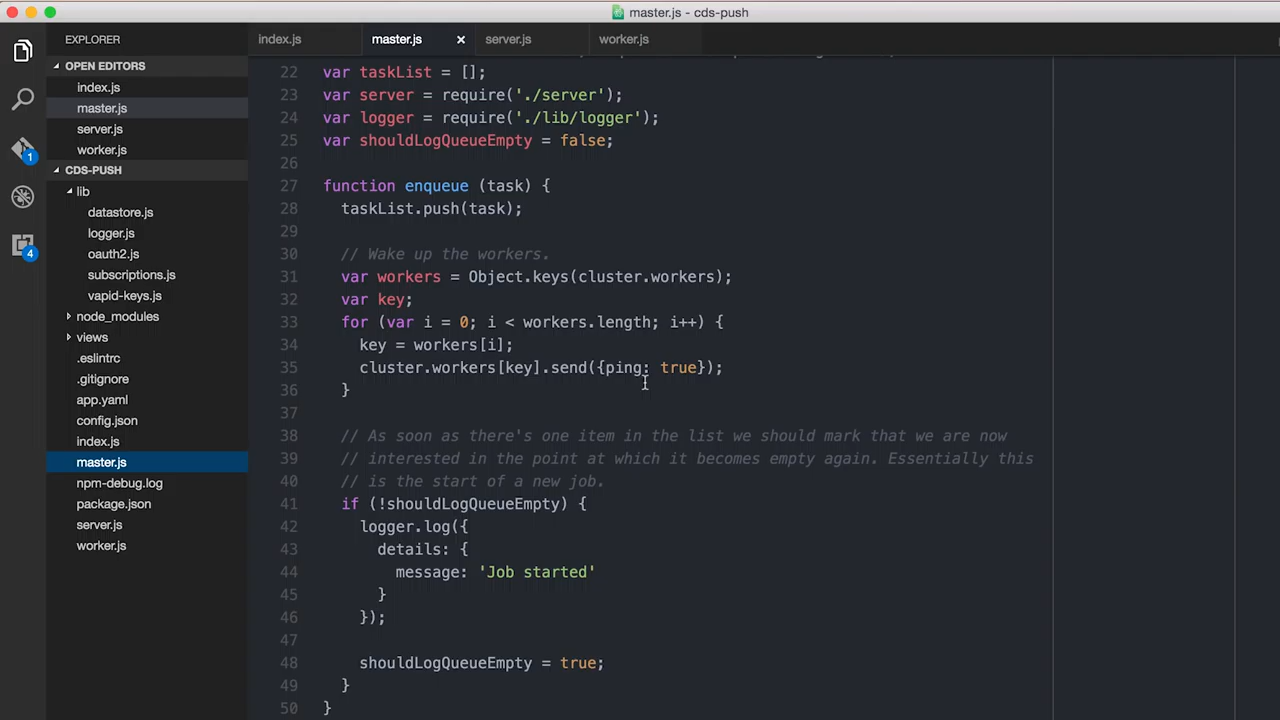 master.js - cds-push
EXPLORER
index.js
master.js
server.js
worker.js
OPEN EDITORS
index.js
master.js
server.js
worker.js
CDS-PUSH
lib
datastore.js
logger.js
oauth2.js
subscriptions.js
vapid-keys.js
node_modules
views
.eslintrc
.gitignore
app.yaml
config.json
index.js
master.js
npm-debug.log
package.json
server.js
worker.js
1
4
22 var taskList = [];
23 var server = require('./server');
24 var logger = require('./lib/logger');
25 var shouldLogQueueEmpty = false;
26
27 function enqueue (task) {
28 taskList.push(task);
29
30 // Wake up the workers.
31 var workers = Object.keys(cluster.workers);
32 var key;
33 for (var i = 0; i < workers.length; i++) {
34 key = workers[i];
35 cluster.workers[key].send({ping: true});
36 }
37
38 // As soon as there's one item in the list we should mark that we are now
39 // interested in the point at which it becomes empty again. Essentially this
40 // is the start of a new job.
41 if (!shouldLogQueueEmpty) {
42 logger.log({
43 details: {
44 message: 'Job started'
45 }
46 });
47
48 shouldLogQueueEmpty = true;
49 }
50 }